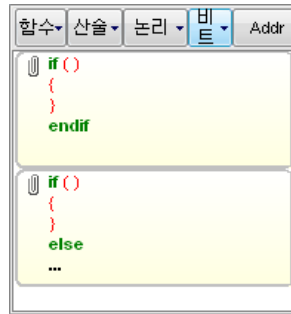 함수 산술 논리 비트 Addr
if ()
{
}
endif
if ()
{
}
else
...